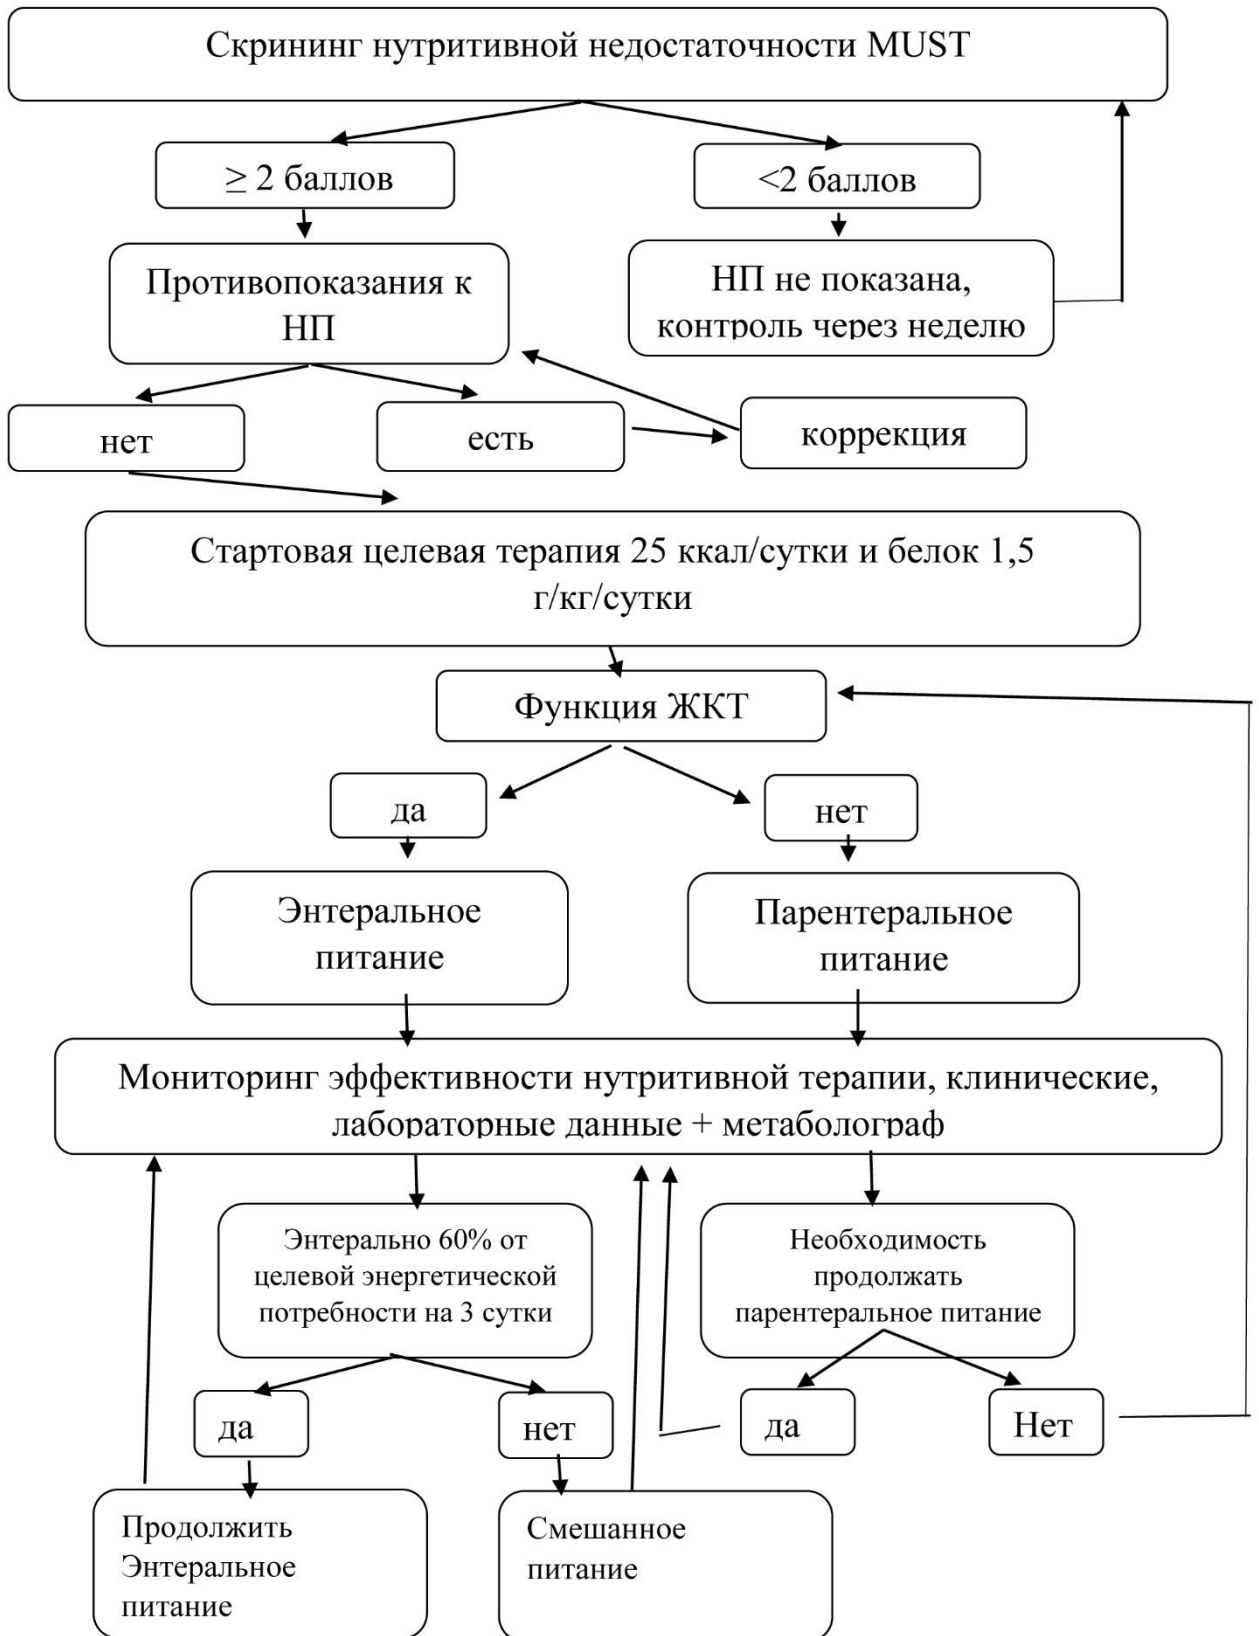 Скрининг нутритивной недостаточности MUST
≥ 2 баллов
<2 баллов
Противопоказания к
НП
НП не показана,
контроль через неделю
нет
есть
коррекция
Стартовая целевая терапия 25 ккал/сутки и белок 1,5
г/кг/сутки
Функция ЖКТ
да
нет
Энтеральное
питание
Парентеральное
питание
Мониторинг эффективности нутритивной терапии, клинические,
лабораторные данные + метаболограф
Энтерально 60% от
целевой энергетической
потребности на 3 сутки
Необходимость
продолжать
парентеральное питание
да
нет
да
Нет
Продолжить
Энтеральное
питание
Смешанное
питание